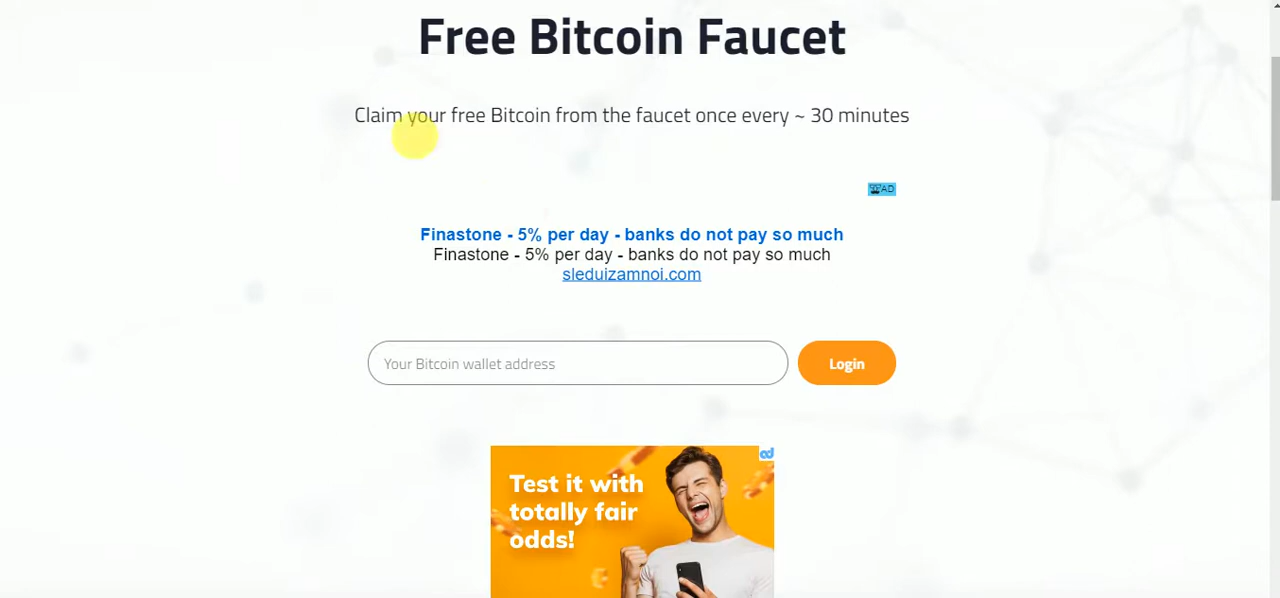 Free Bitcoin Faucet
Claim your free Bitcoin from the faucet once every ~ 30 minutes
AD
Finastone - 5% per day - banks do not pay so much
Finastone - 5% per day - banks do not pay so much
sleduizamnoi.com
Your Bitcoin wallet address
Login
Test it with
totally fair
odds!